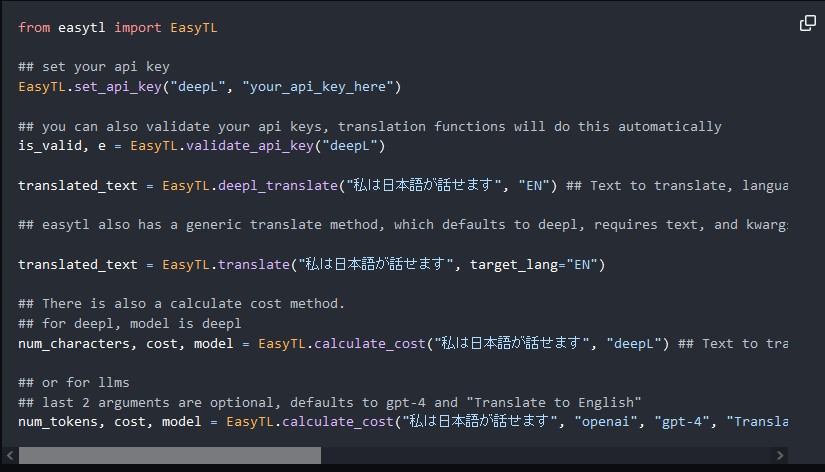 from easytl import EasyTL
## set your api key
EasyTL.set_api_key("deepL", "your_api_key_here")
## you can also validate your api keys, translation functions will do this automatically
is_valid, e = EasyTL.validate_api_key("deepL")
translated_text = EasyTL.deepl_translate("私は日本語が話せます", "EN") ## Text to translate, langua
## easytl also has a generic translate method, which defaults to deepl, requires text, and kwarg
translated_text = EasyTL.translate("私は日本語が話せます", target_lang="EN")
## There is also a calculate cost method.
## for deepl, model is deepl
num_characters, cost, model = EasyTL.calculate_cost("私は日本語が話せます", "deepL") ## Text to tra
## or for llms
## last 2 arguments are optional, defaults to gpt-4 and "Translate to English"
num_tokens, cost, model = EasyTL.calculate_cost("私は日本語が話せます", "openai", "gpt-4", "Transla